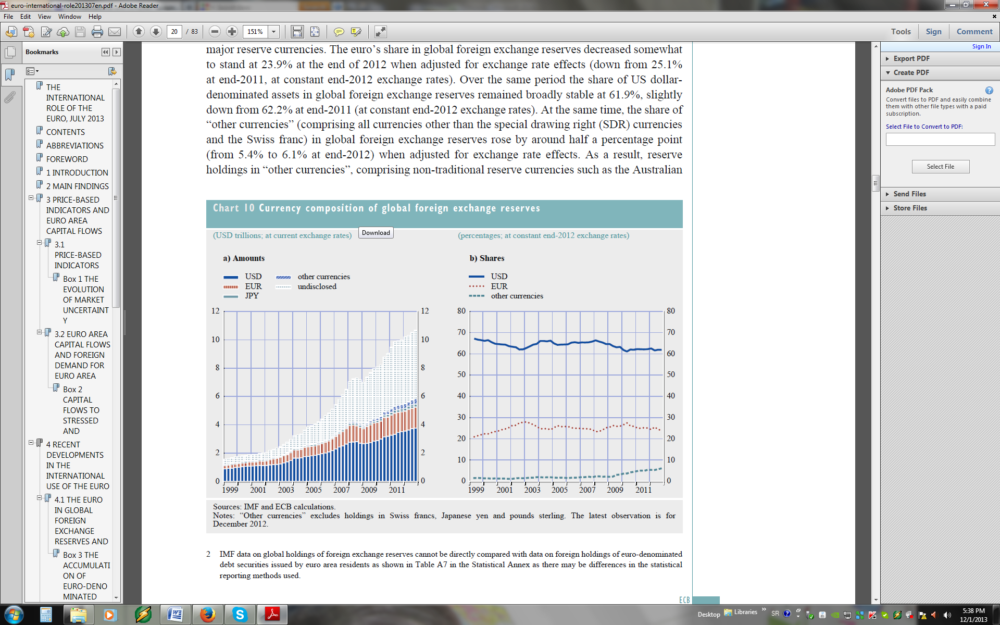 euro-international-role201307en.pdf - Adobe Reader
File Edit View Window Help
20 / 83 151%
Tools Sign Comment
Bookmarks
THE
INTERNATIONAL
ROLE OF THE
EURO, JULY 2013
CONTENTS
ABBREVIATIONS
FOREWORD
1 INTRODUCTION
2 MAIN FINDINGS
3 PRICE-BASED
INDICATORS AND
EURO AREA
CAPITAL FLOWS
3.1
PRICE-BASED
INDICATORS
Box 1 THE
EVOLUTION
OF MARKET
UNCERTAINT
Y
3.2 EURO AREA
CAPITAL FLOWS
AND FOREIGN
DEMAND FOR
EURO AREA
Box 2
CAPITAL
FLOWS TO
STRESSED
AND
4 RECENT
DEVELOPMENTS
IN THE
INTERNATIONAL
USE OF THE EURO
4.1 THE EURO
IN GLOBAL
FOREIGN
EXCHANGE
RESERVES AND
Box 3 THE
ACCUMULATI
ON OF
EURO-DENO
MINATED
major reserve currencies. The euro's share in global foreign exchange reserves decreased somewhat
to stand at 23.9% at the end of 2012 when adjusted for exchange rate effects (down from 25.1%
at end-2011, at constant end-2012 exchange rates). Over the same period the share of US dollar-
denominated assets in global foreign exchange reserves remained broadly stable at 61.9%, slightly
down from 62.2% at end-2011 (at constant end-2012 exchange rates). At the same time, the share of
“other currencies” (comprising all currencies other than the special drawing right (SDR) currencies
and the Swiss franc) in global foreign exchange reserves rose by around half a percentage point
(from 5.4% to 6.1% at end-2012) when adjusted for exchange rate effects. As a result, reserve
holdings in “other currencies”, comprising non-traditional reserve currencies such as the Australian
Chart 10 Currency composition of global foreign exchange reserves
(USD trillions; at current exchange rates)
Download
(percentages; at constant end-2012 exchange rates)
a) Amounts
USD other currencies
EUR undisclosed
JPY
12 12
10 10
8 8
6 6
4 4
2 2
0 0
1999 2001 2003 2005 2007 2009 2011
b) Shares
USD
EUR
other currencies
80 80
70 70
60 60
50 50
40 40
30 30
20 20
10 10
0 0
1999 2001 2003 2005 2007 2009 2011
Sources: IMF and ECB calculations.
Notes: “Other currencies” excludes holdings in Swiss francs, Japanese yen and pounds sterling. The latest observation is for
December 2012.
2 IMF data on global holdings of foreign exchange reserves cannot be directly compared with data on foreign holdings of euro-denominated
debt securities issued by euro area residents as shown in Table A7 in the Statistical Annex as there may be differences in the statistical
reporting methods used.
ECB
Sign In
Export PDF
Create PDF
Adobe PDF Pack
Convert files to PDF and easily combine
them with other file types with a paid
subscription.
Select File to Convert to PDF:
Select File
Send Files
Store Files
Desktop Libraries SR
5:38 PM
12/1/2013